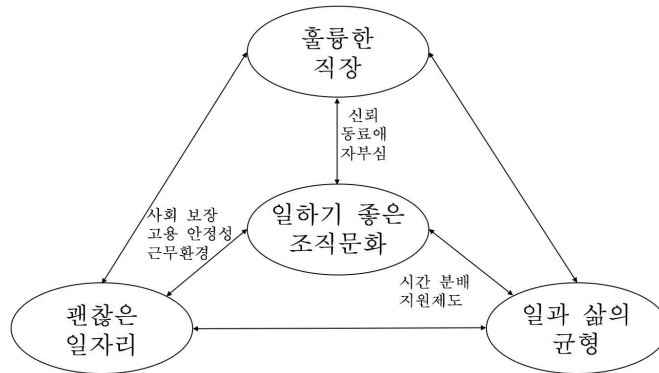 훌륭한
직장
신뢰
동료애
자부심
사회 보장
고용 안정성
근무환경
일하기 좋은
조직문화
시간 분배
지원제도
괜찮은
일자리
일과 삶의
균형